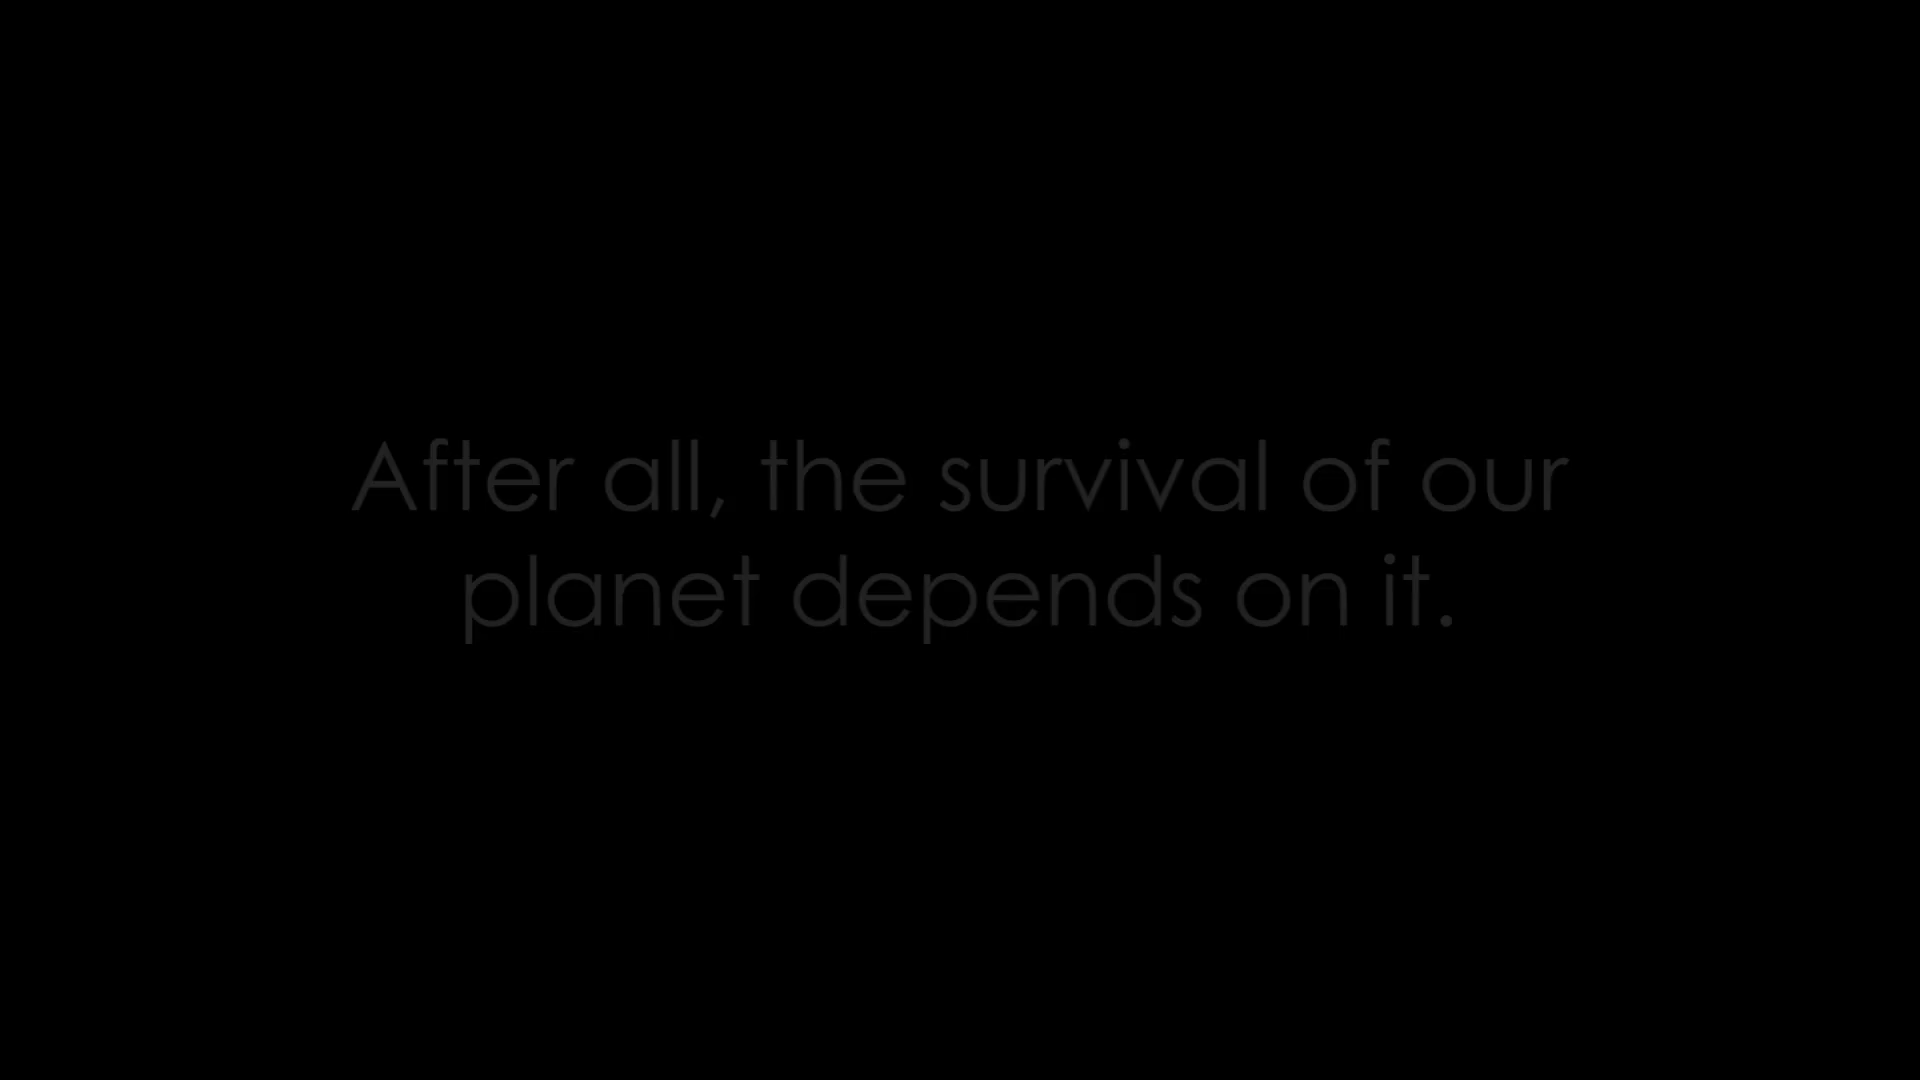 After all, the survival of our
planet depends on it.